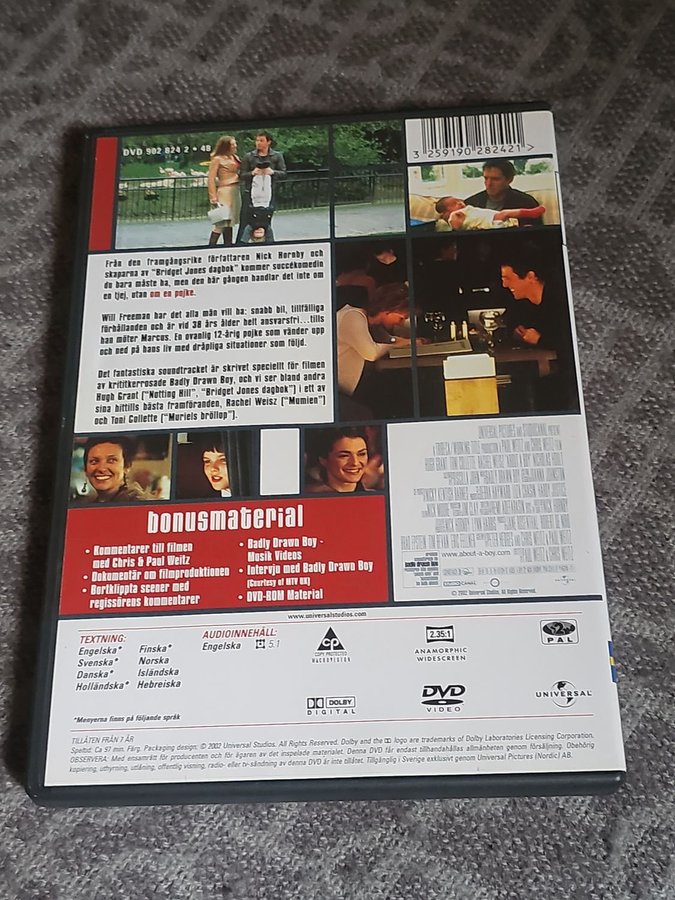 DVD 902 824 2 • 48
3 259190 282421 >
Från den framgångsrike författaren Nick Hornby och
skaparna av "Bridget Jones dagbok" kommer succékomedin
du bara måste ha, men den här gången handlar det inte om
en tjej, utan om en pojke.
Will Freeman har det alla män vill ha: snabb bil, tillfälliga
förhållanden och är vid 38 års ålder helt ansvarsfri...tills
han möter Marcus. En ovanlig 12-årig pojke som vänder upp
och ned på hans liv med dråpliga situationer som följd.
Det fantastiska soundtracket är skrivet speciellt för filmen
av kritikerrosade Badly Drawn Boy, och vi ser bland andra
Hugh Grant ("Notting Hill", "Bridget Jones dagbok") i ett av
sina hittills bästa framföranden, Rachel Weisz ("Mumien")
och Toni Collette ("Muriels bröllop").
bonusmaterial
• Kommentarer till filmen
med Chris & Paul Weitz
• Dokumentär om filmproduktionen
• Bortklippta scener med
regissörens kommentarer
• Badly Drawn Boy -
Musik Videos
• Intervju med Badly Drawn Boy
(Courtesy of MTV UK)
• DVD-ROM Material
www.about-a-boy.com
© 2002 Universal Studios. All Rights Reserved.
www.universalstudios.com
TEXTNING:
Engelska* Finska*
Svenska* Norska
Danska* Isländska
Holländska* Hebreiska
*Menyerna finns på följande språk
AUDIOINNEHÅLL:
Engelska 5.1
COPY PROTECTED
MACROVISION
2.35:1
ANAMORPHIC
WIDESCREEN
PAL
DOLBY
DIGITAL
DVD
VIDEO
UNIVERSAL
TILLÅTEN FRÅN 7 ÅR
Speltid: Ca 97 min. Färg. Packaging design: © 2002 Universal Studios. All Rights Reserved. Dolby and the logo are trademarks of Dolby Laboratories Licensing Corporation.
OBSERVERA: Med ensamrätt för producenten och för ägaren av det inspelade materialet. Denna DVD får endast tillhandahållas allmänheten genom försäljning. Obehörig
kopiering, uthyrning, utlåning, offentlig visning, radio- eller tv-sändning av denna DVD är inte tillåten. Tillgänglig i Sverige exklusivt genom Universal Pictures (Nordic) AB.